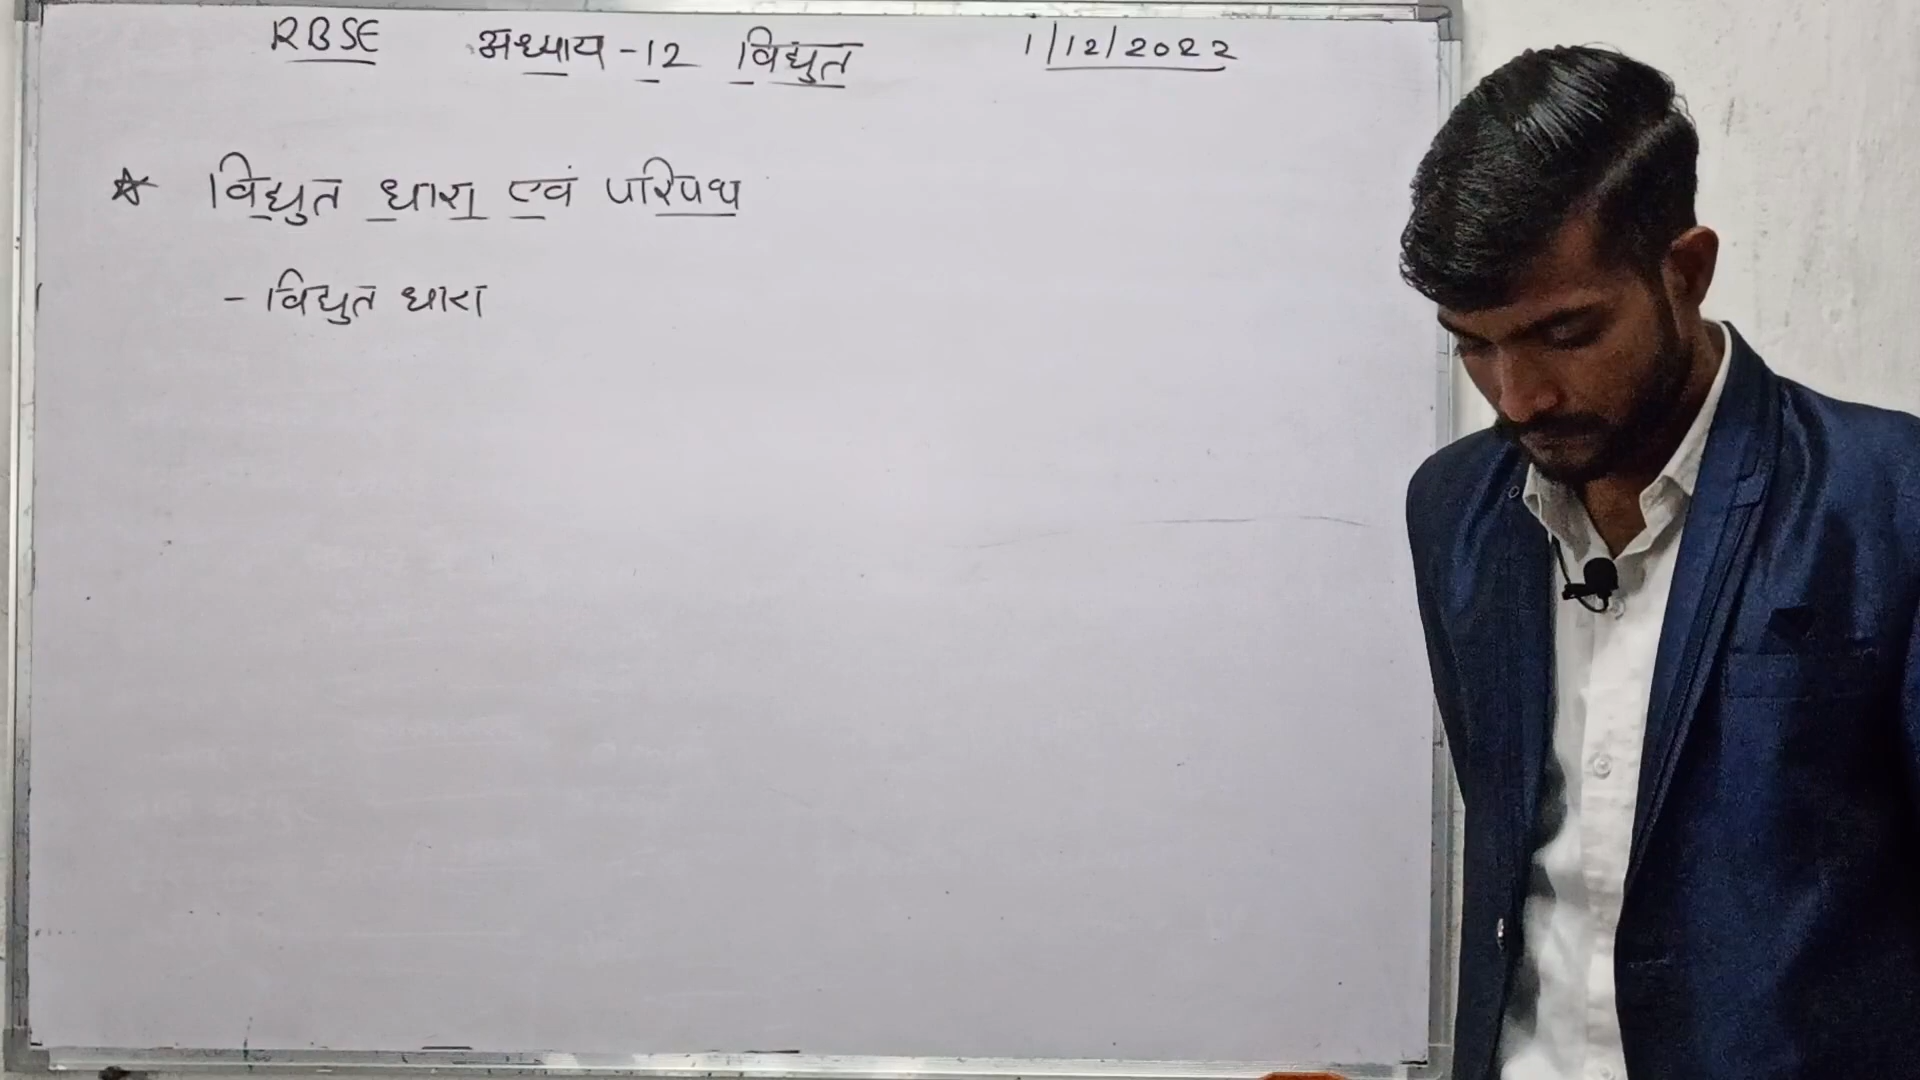 RBSE अध्याय-12 विद्युत 1/12/2022
☆ विद्युत धारा एवं परिपथ
- विद्युत धारा